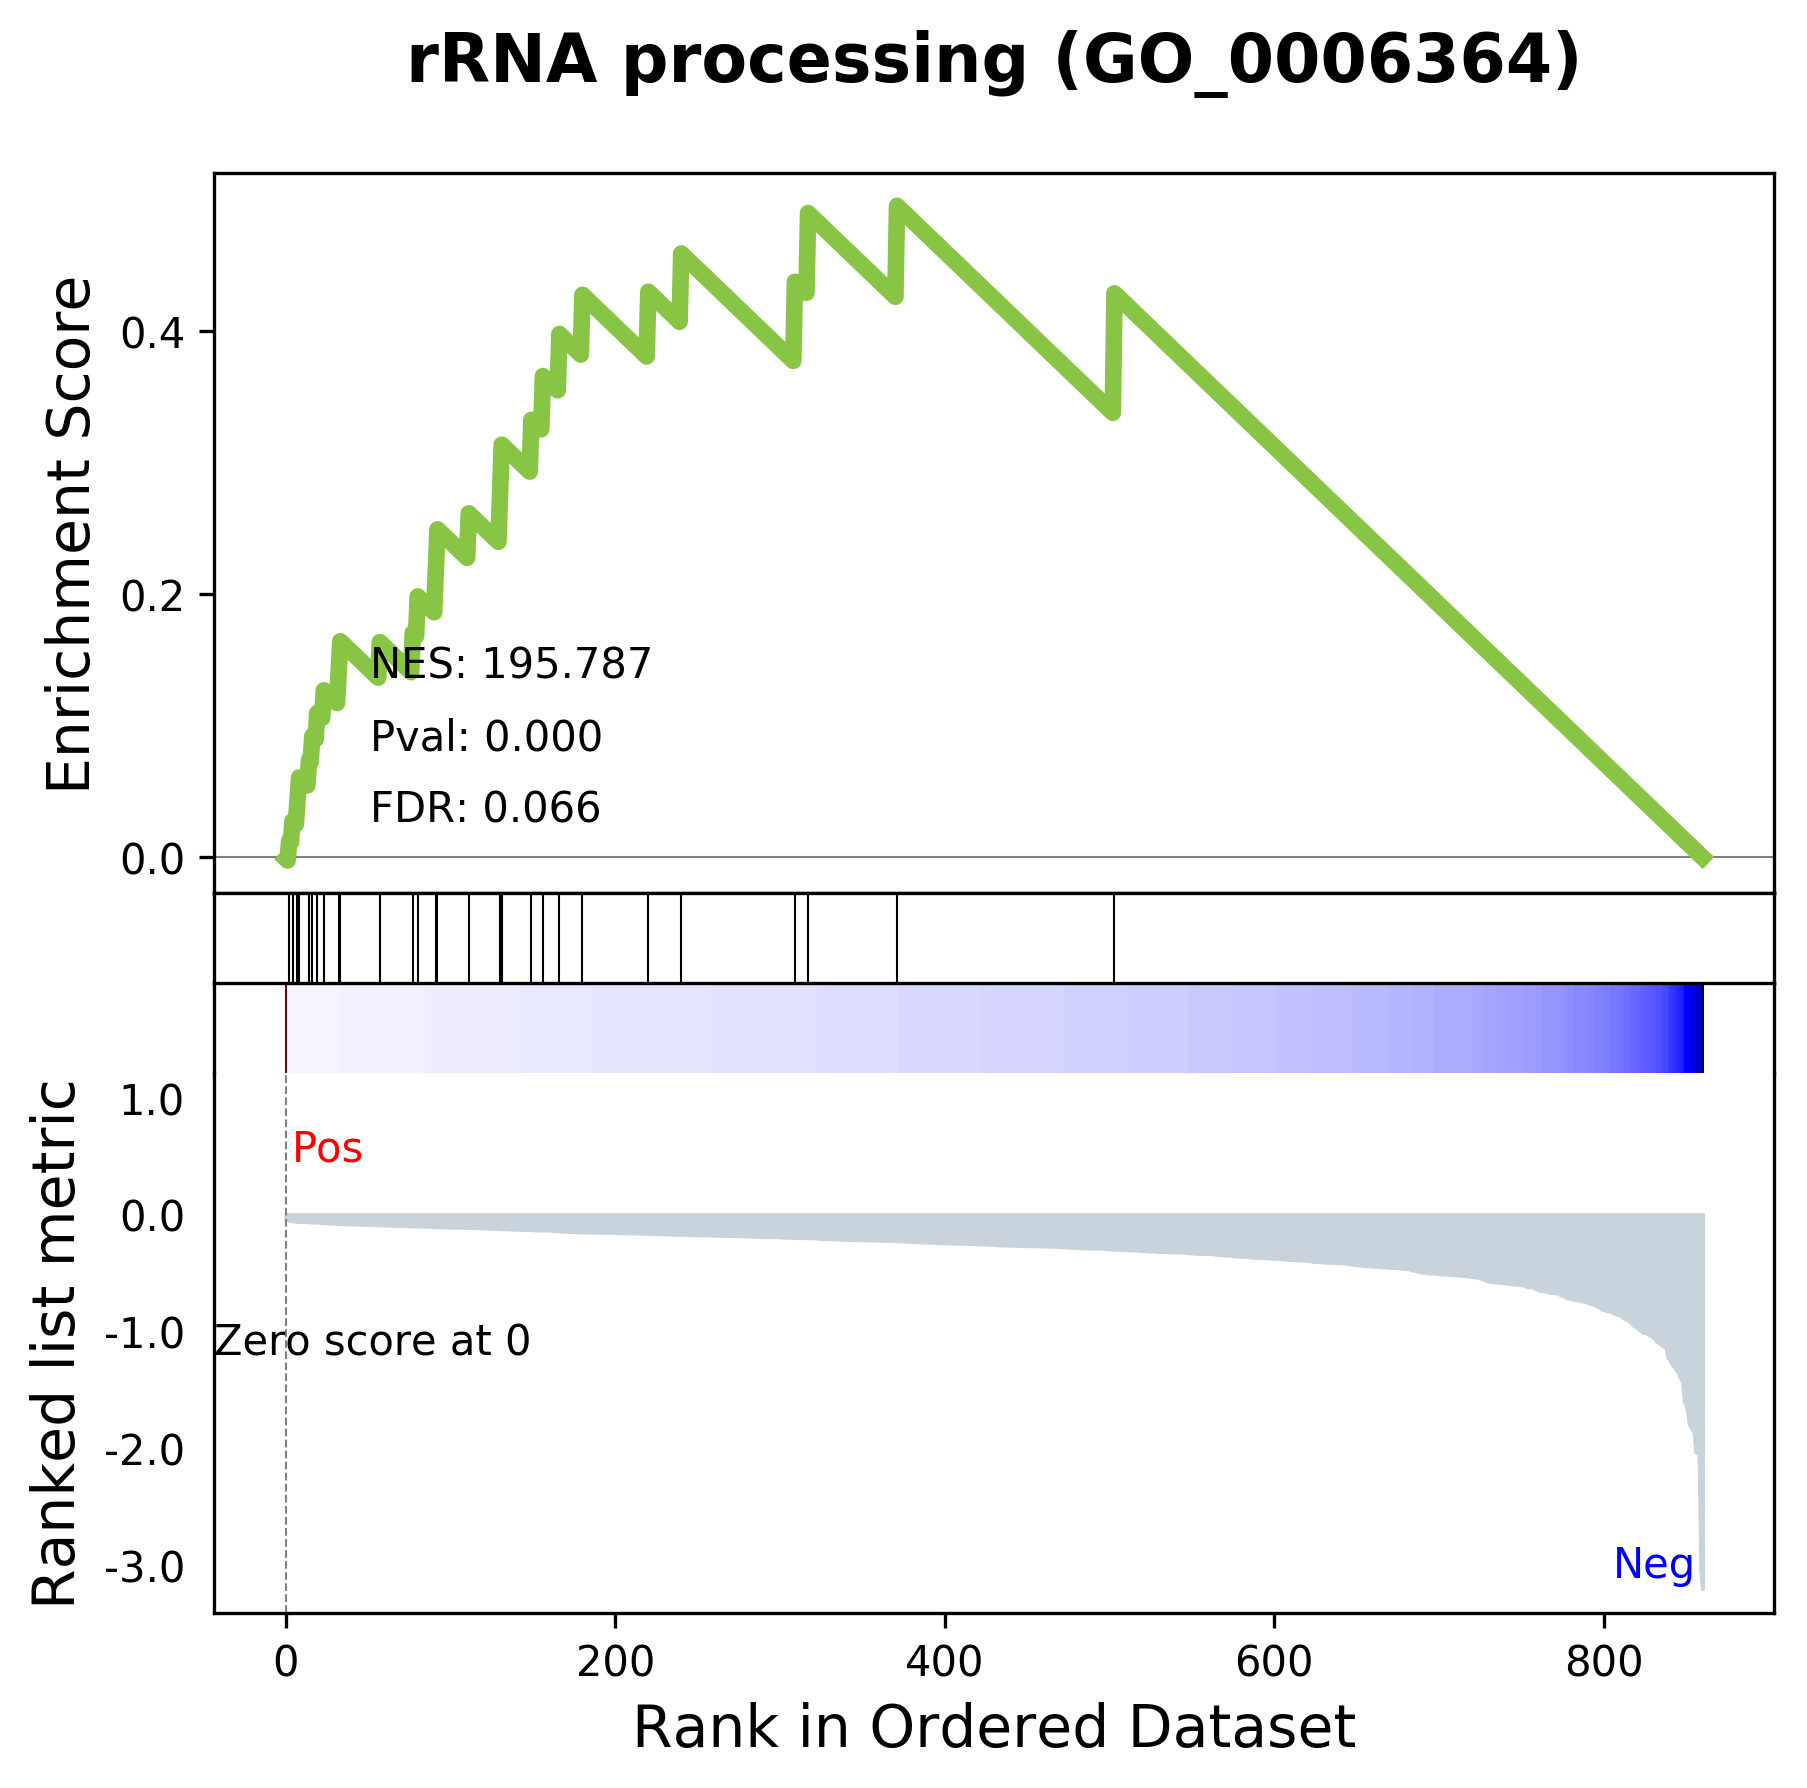 rRNA processing (GO_0006364)
Enrichment Score
0.4
0.2
0.0
NES: 195.787
Pval: 0.000
FDR: 0.066
Ranked list metric
1.0
0.0
-1.0
-2.0
-3.0
Pos
Zero score at 0
Neg
0 200 400 600 800
Rank in Ordered Dataset